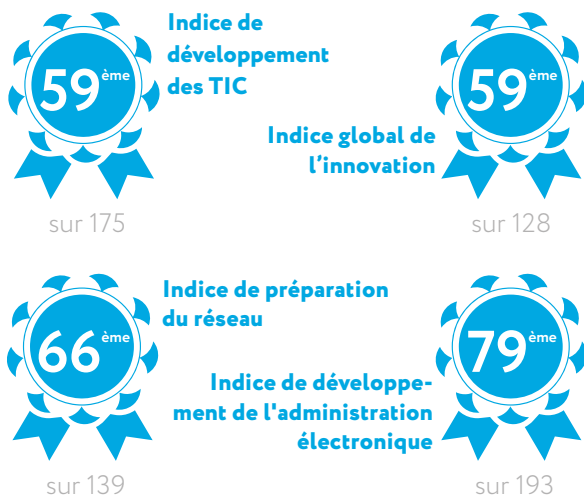 59ème
Indice de
développement
des TIC
sur 175
59ème
Indice global de
l’innovation
sur 128
66ème
Indice de préparation
du réseau
sur 139
79ème
Indice de développe-
ment de l'administration
électronique
sur 193